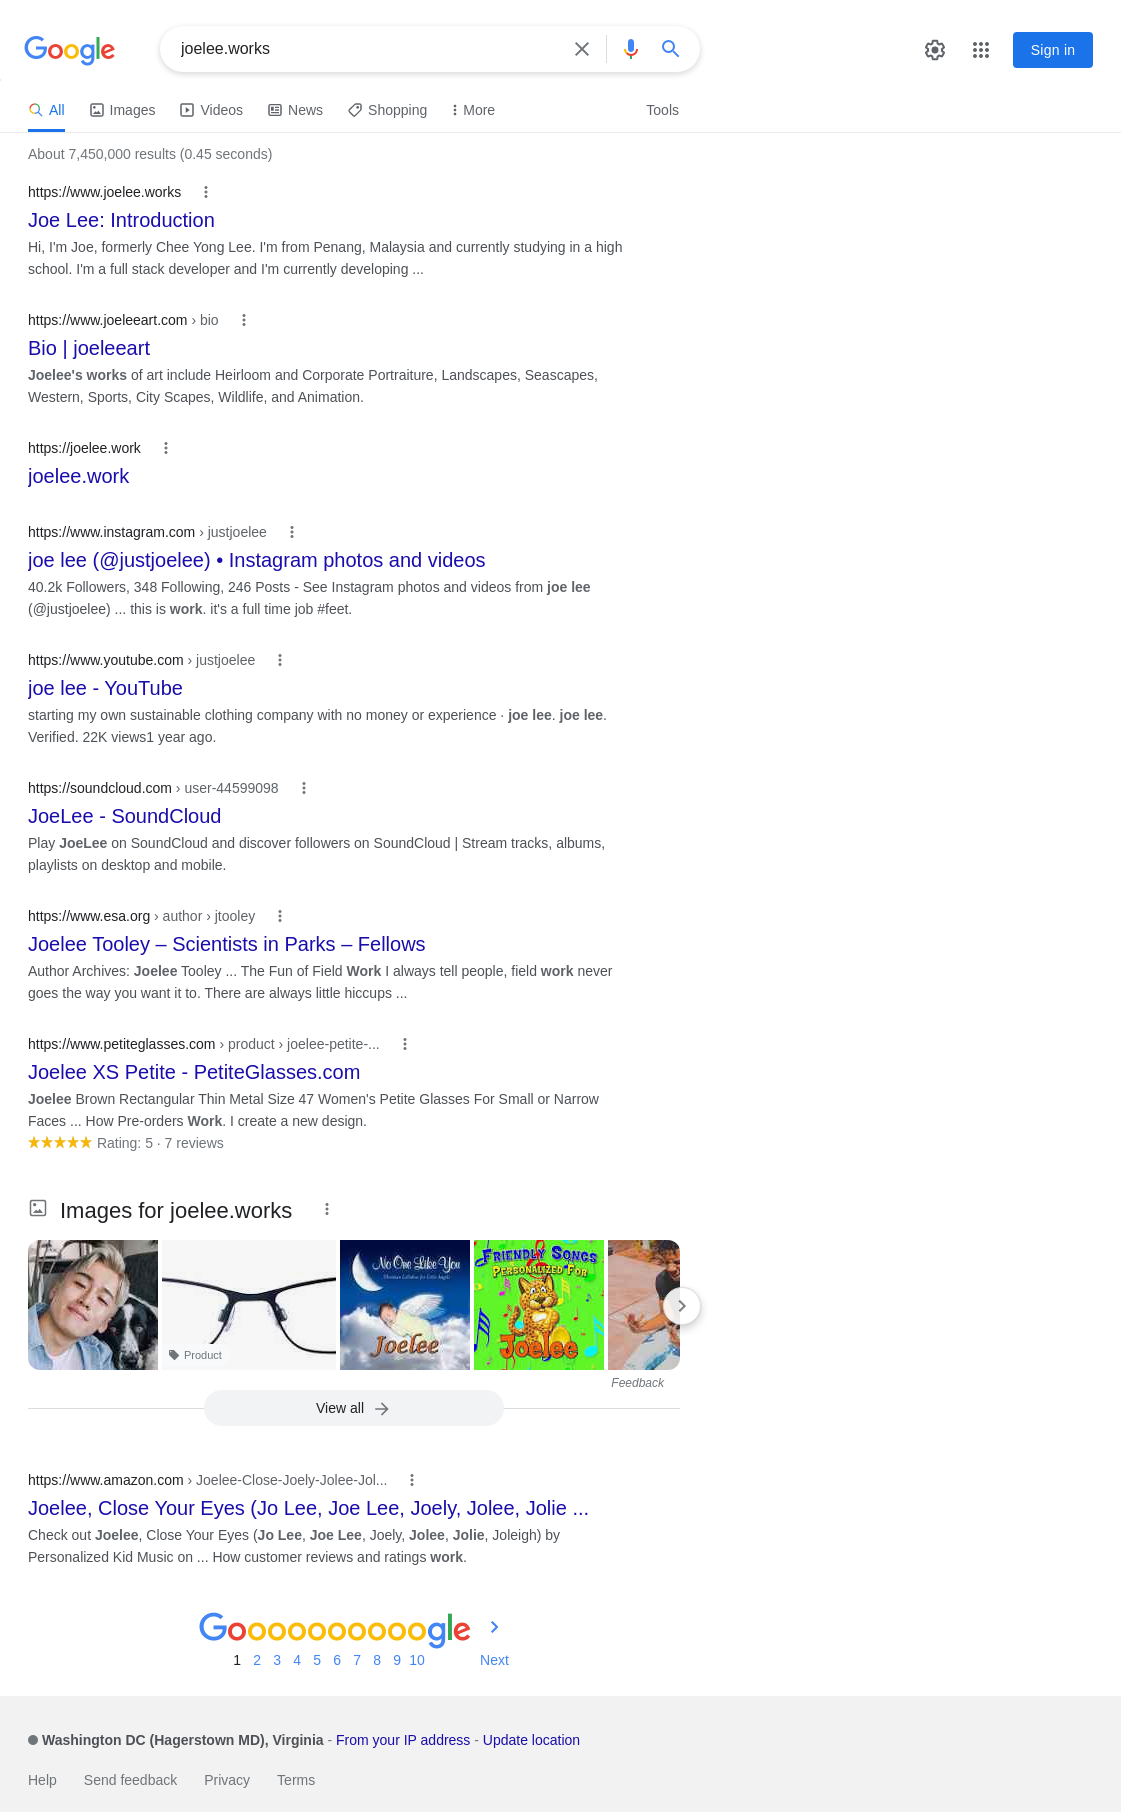 Google
joelee.works
Sign in
All
Images
Videos
News
Shopping
More
Tools
About 7,450,000 results (0.45 seconds)
https://www.joelee.works
Joe Lee: Introduction
Hi, I'm Joe, formerly Chee Yong Lee. I'm from Penang, Malaysia and currently studying in a high
school. I'm a full stack developer and I'm currently developing ...
https://www.joeleeart.com › bio
Bio | joeleeart
Joelee's works of art include Heirloom and Corporate Portraiture, Landscapes, Seascapes,
Western, Sports, City Scapes, Wildlife, and Animation.
https://joelee.work
joelee.work
https://www.instagram.com › justjoelee
joe lee (@justjoelee) • Instagram photos and videos
40.2k Followers, 348 Following, 246 Posts - See Instagram photos and videos from joe lee
(@justjoelee) ... this is work. it's a full time job #feet.
https://www.youtube.com › justjoelee
joe lee - YouTube
starting my own sustainable clothing company with no money or experience · joe lee. joe lee.
Verified. 22K views1 year ago.
https://soundcloud.com › user-44599098
JoeLee - SoundCloud
Play JoeLee on SoundCloud and discover followers on SoundCloud | Stream tracks, albums,
playlists on desktop and mobile.
https://www.esa.org › author › jtooley
Joelee Tooley – Scientists in Parks – Fellows
Author Archives: Joelee Tooley ... The Fun of Field Work I always tell people, field work never
goes the way you want it to. There are always little hiccups ...
https://www.petiteglasses.com › product › joelee-petite-...
Joelee XS Petite - PetiteGlasses.com
Joelee Brown Rectangular Thin Metal Size 47 Women's Petite Glasses For Small or Narrow
Faces ... How Pre-orders Work. I create a new design.
Rating: 5 · 7 reviews
Images for joelee.works
No One Like You
Christian Lullabies for Little Angels
Joelee
FRIENDLY SONGS
PERSONALIZED FOR
Joelee
Product
Feedback
View all
https://www.amazon.com › Joelee-Close-Joely-Jolee-Jol...
Joelee, Close Your Eyes (Jo Lee, Joe Lee, Joely, Jolee, Jolie ...
Check out Joelee, Close Your Eyes (Jo Lee, Joe Lee, Joely, Jolee, Jolie, Joleigh) by
Personalized Kid Music on ... How customer reviews and ratings work.
Goooooooooogle
1 2 3 4 5 6 7 8 9 10 Next
Washington DC (Hagerstown MD), Virginia - From your IP address - Update location
Help Send feedback Privacy Terms